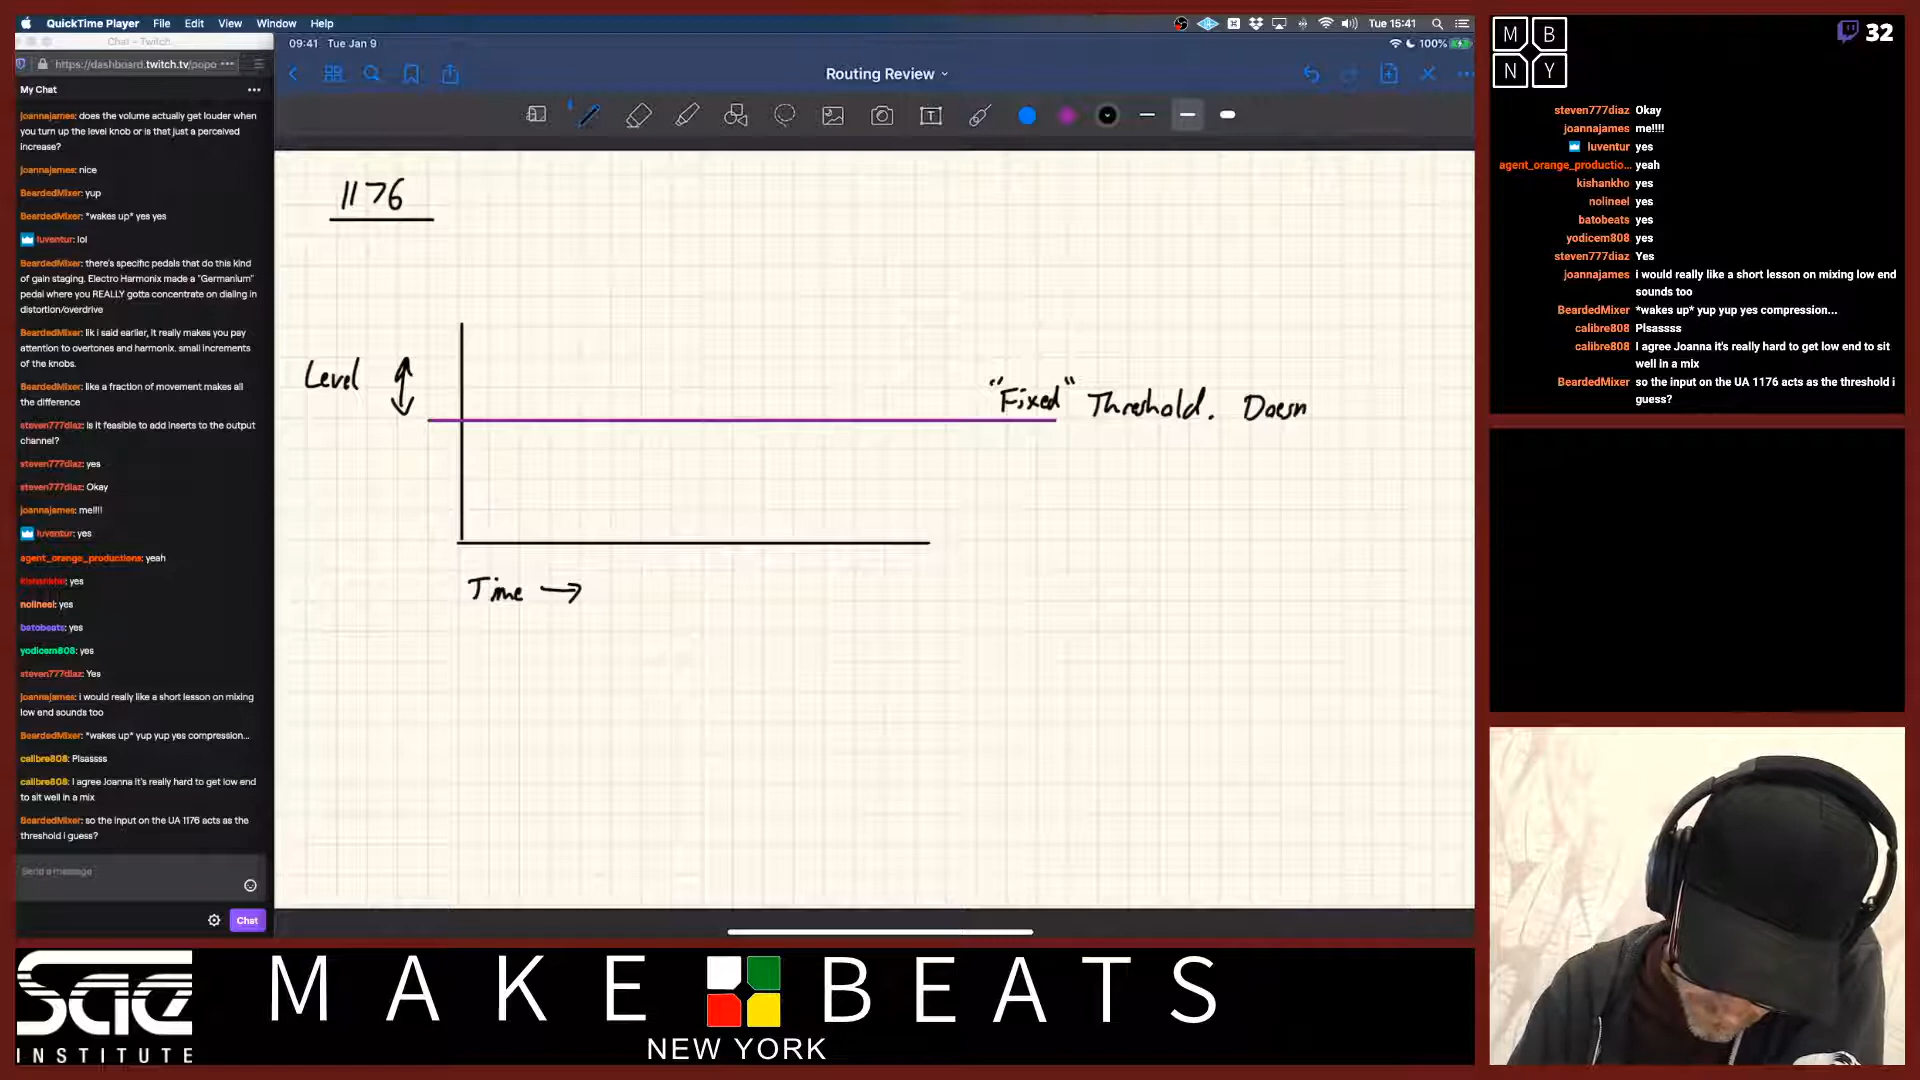 QuickTime Player File Edit View Window Help
Tue 15:41
Chat – Twitch
https://dashboard.twitch.tv/popo
My Chat
joannajames: does the volume actually get louder when
you turn up the level knob or is that just a perceived
increase?
joannajames: nice
BeardedMixer: yup
BeardedMixer: *wakes up* yes yes
luventur: lol
BeardedMixer: there's specific pedals that do this kind
of gain staging. Electro Harmonix made a "Germanium"
pedal where you REALLY gotta concentrate on dialing in
distortion/overdrive
BeardedMixer: lik i said earlier, it really makes you pay
attention to overtones and harmonix. small increments
of the knobs.
BeardedMixer: like a fraction of movement makes all
the difference
steven777diaz: Is it feasible to add inserts to the output
channel?
steven777diaz: yes
steven777diaz: Okay
joannajames: me!!!!
luventur: yes
agent_orange_productions: yeah
kishankho: yes
nolineel: yes
batobeats: yes
yodicem808: yes
steven777diaz: Yes
joannajames: i would really like a short lesson on mixing
low end sounds too
BeardedMixer: *wakes up* yup yup yes compression...
calibre808: Plsassss
calibre808: I agree Joanna it's really hard to get low end
to sit well in a mix
BeardedMixer: so the input on the UA 1176 acts as the
threshold i guess?
Send a message
Chat
09:41 Tue Jan 9
100%
Routing Review
1176
Level
"Fixed" Threshold. Doesn
Time →
M B
N Y
32
steven777diaz Okay
joannajames me!!!!
luventur yes
agent_orange_productio... yeah
kishankho yes
nolineel yes
batobeats yes
yodicem808 yes
steven777diaz Yes
joannajames i would really like a short lesson on mixing low end
sounds too
BeardedMixer *wakes up* yup yup yes compression...
calibre808 Plsassss
calibre808 I agree Joanna it's really hard to get low end to sit
well in a mix
BeardedMixer so the input on the UA 1176 acts as the threshold i
guess?
sae
INSTITUTE
MAKE BEATS
NEW YORK